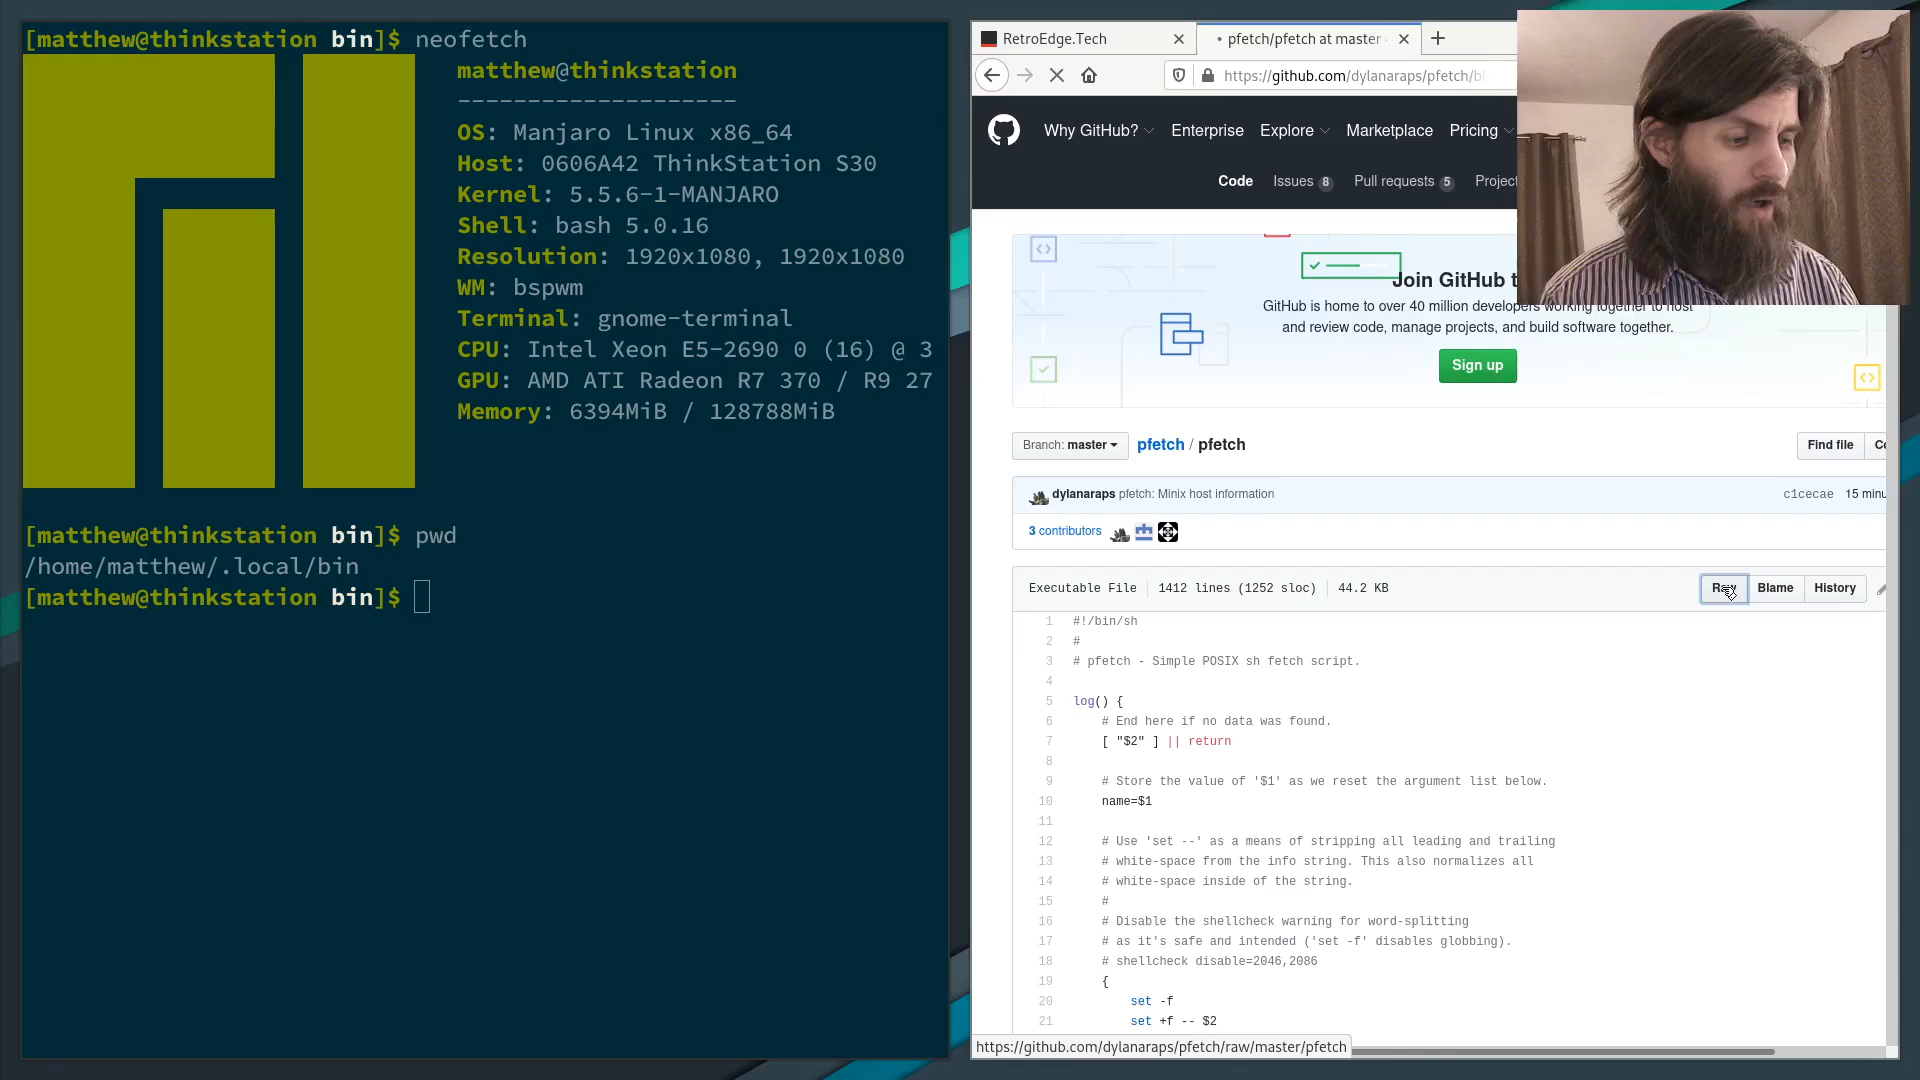 [matthew@thinkstation bin]$ neofetch
matthew@thinkstation
--------------------
OS: Manjaro Linux x86_64
Host: 0606A42 ThinkStation S30
Kernel: 5.5.6-1-MANJARO
Shell: bash 5.0.16
Resolution: 1920x1080, 1920x1080
WM: bspwm
Terminal: gnome-terminal
CPU: Intel Xeon E5-2690 0 (16) @ 3
GPU: AMD ATI Radeon R7 370 / R9 27
Memory: 6394MiB / 128788MiB
[matthew@thinkstation bin]$ pwd
/home/matthew/.local/bin
[matthew@thinkstation bin]$
RetroEdge.Tech
pfetch/pfetch at master
https://github.com/dylanaraps/pfetch/bl
Why GitHub? Enterprise Explore Marketplace Pricing
Code Issues 8 Pull requests 5 Project
Join GitHub t
GitHub is home to over 40 million developers working together to host
and review code, manage projects, and build software together.
Sign up
Branch: master pfetch / pfetch Find file
dylanaraps pfetch: Minix host information c1cecae 15 minu
3 contributors
Executable File 1412 lines (1252 sloc) 44.2 KB Raw Blame History
1 #!/bin/sh
2 #
3 # pfetch - Simple POSIX sh fetch script.
4
5 log() {
6 # End here if no data was found.
7 [ "$2" ] || return
8
9 # Store the value of '$1' as we reset the argument list below.
10 name=$1
11
12 # Use 'set --' as a means of stripping all leading and trailing
13 # white-space from the info string. This also normalizes all
14 # white-space inside of the string.
15 #
16 # Disable the shellcheck warning for word-splitting
17 # as it's safe and intended ('set -f' disables globbing).
18 # shellcheck disable=2046,2086
19 {
20 set -f
21 set +f -- $2
https://github.com/dylanaraps/pfetch/raw/master/pfetch